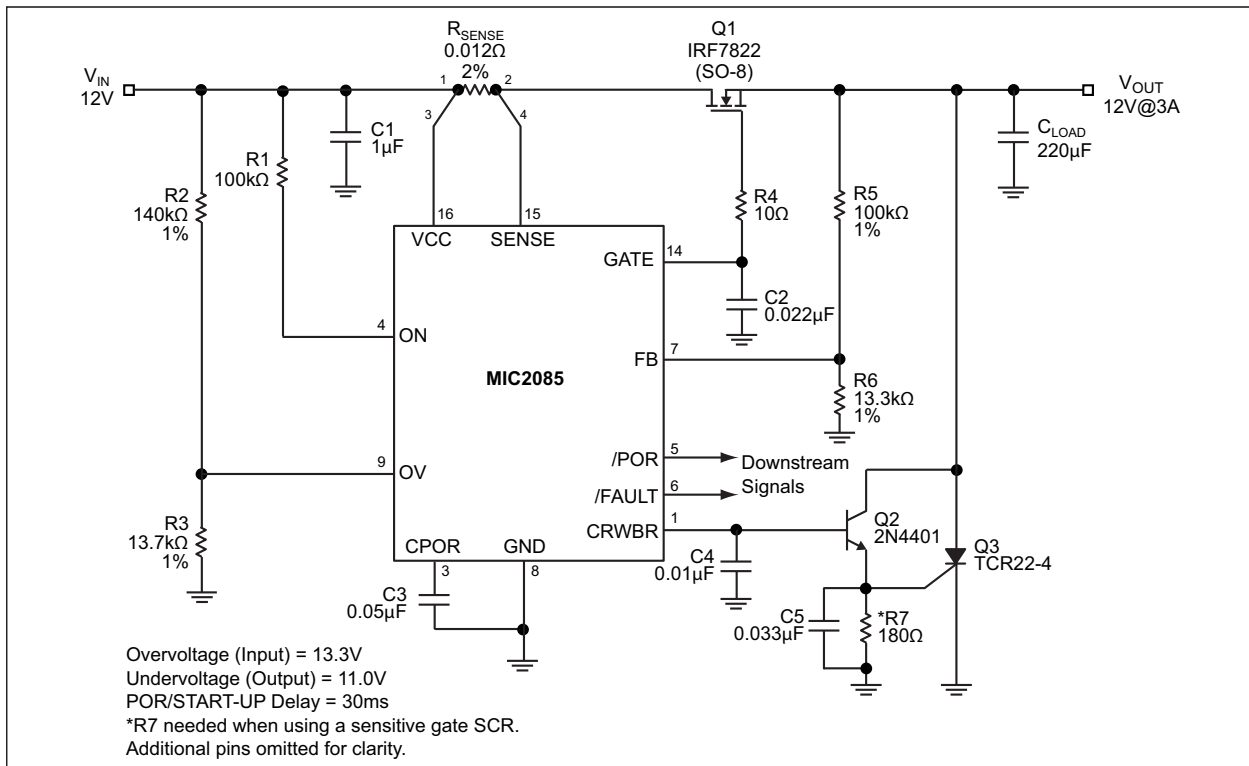 R_SENSE
0.012Ω
2%
Q1
IRF7822
(SO-8)
V_IN
12V
1
2
3
4
V_OUT
12V@3A
C1
1μF
R1
100kΩ
R2
140kΩ
1%
16
VCC
15
SENSE
R4
10Ω
R5
100kΩ
1%
C_LOAD
220μF
GATE
14
C2
0.022μF
4
ON
FB
7
MIC2085
R6
13.3kΩ
1%
9
OV
/POR
5
Downstream
Signals
/FAULT
6
CRWBR
1
R3
13.7kΩ
1%
CPOR
3
GND
8
C3
0.05μF
C4
0.01μF
Q2
2N4401
Q3
TCR22-4
C5
0.033μF
*R7
180Ω
Overvoltage (Input) = 13.3V
Undervoltage (Output) = 11.0V
POR/START-UP Delay = 30ms
*R7 needed when using a sensitive gate SCR.
Additional pins omitted for clarity.